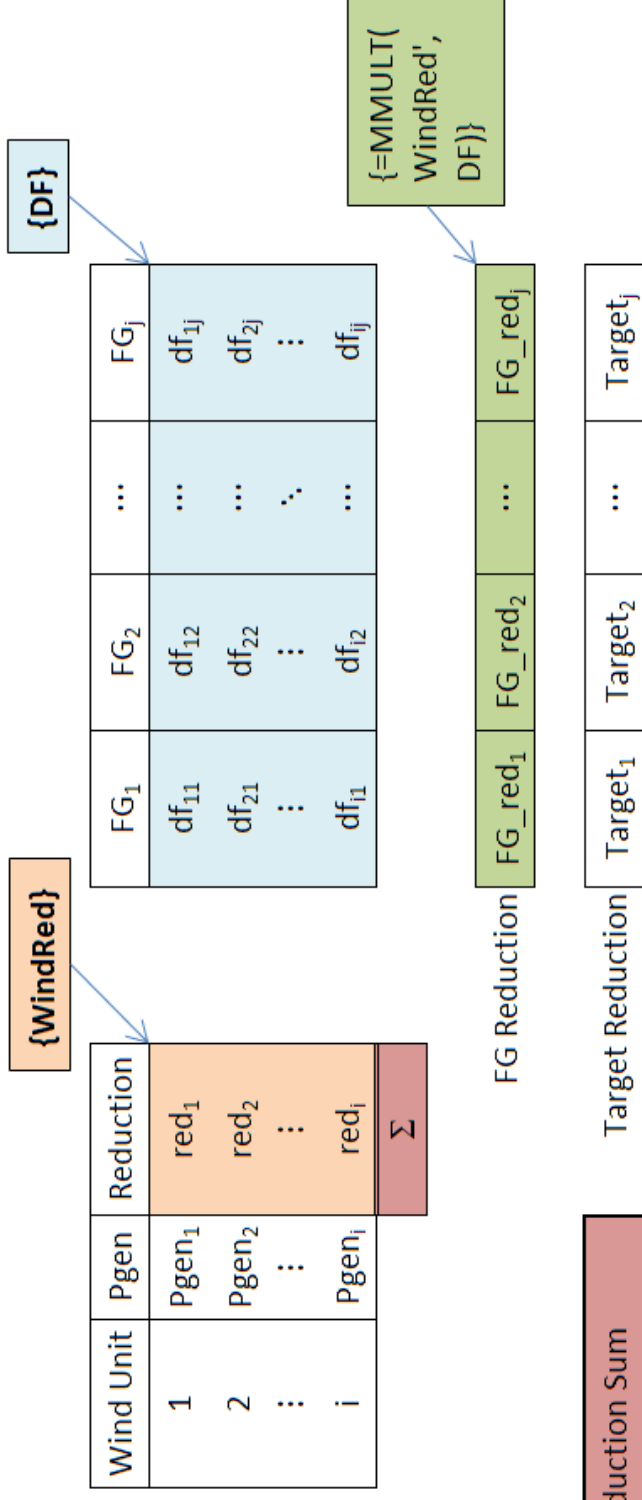 {WindRed}
{DF}
Wind Unit Pgen Reduction
1 Pgen₁ red₁
2 Pgen₂ red₂
⋮ ⋮ ⋮
i Pgenᵢ redᵢ
Σ
FG₁ FG₂ … FGⱼ
df₁₁ df₁₂ … df₁ⱼ
df₂₁ df₂₂ … df₂ⱼ
⋮ ⋮ ⋱ ⋮
dfᵢ₁ dfᵢ₂ … dfᵢⱼ
{=MMULT(
WindRed',
DF)}
FG Reduction FG_red₁ FG_red₂ … FG_redⱼ
Target Reduction Target₁ Target₂ … Targetⱼ
duction Sum